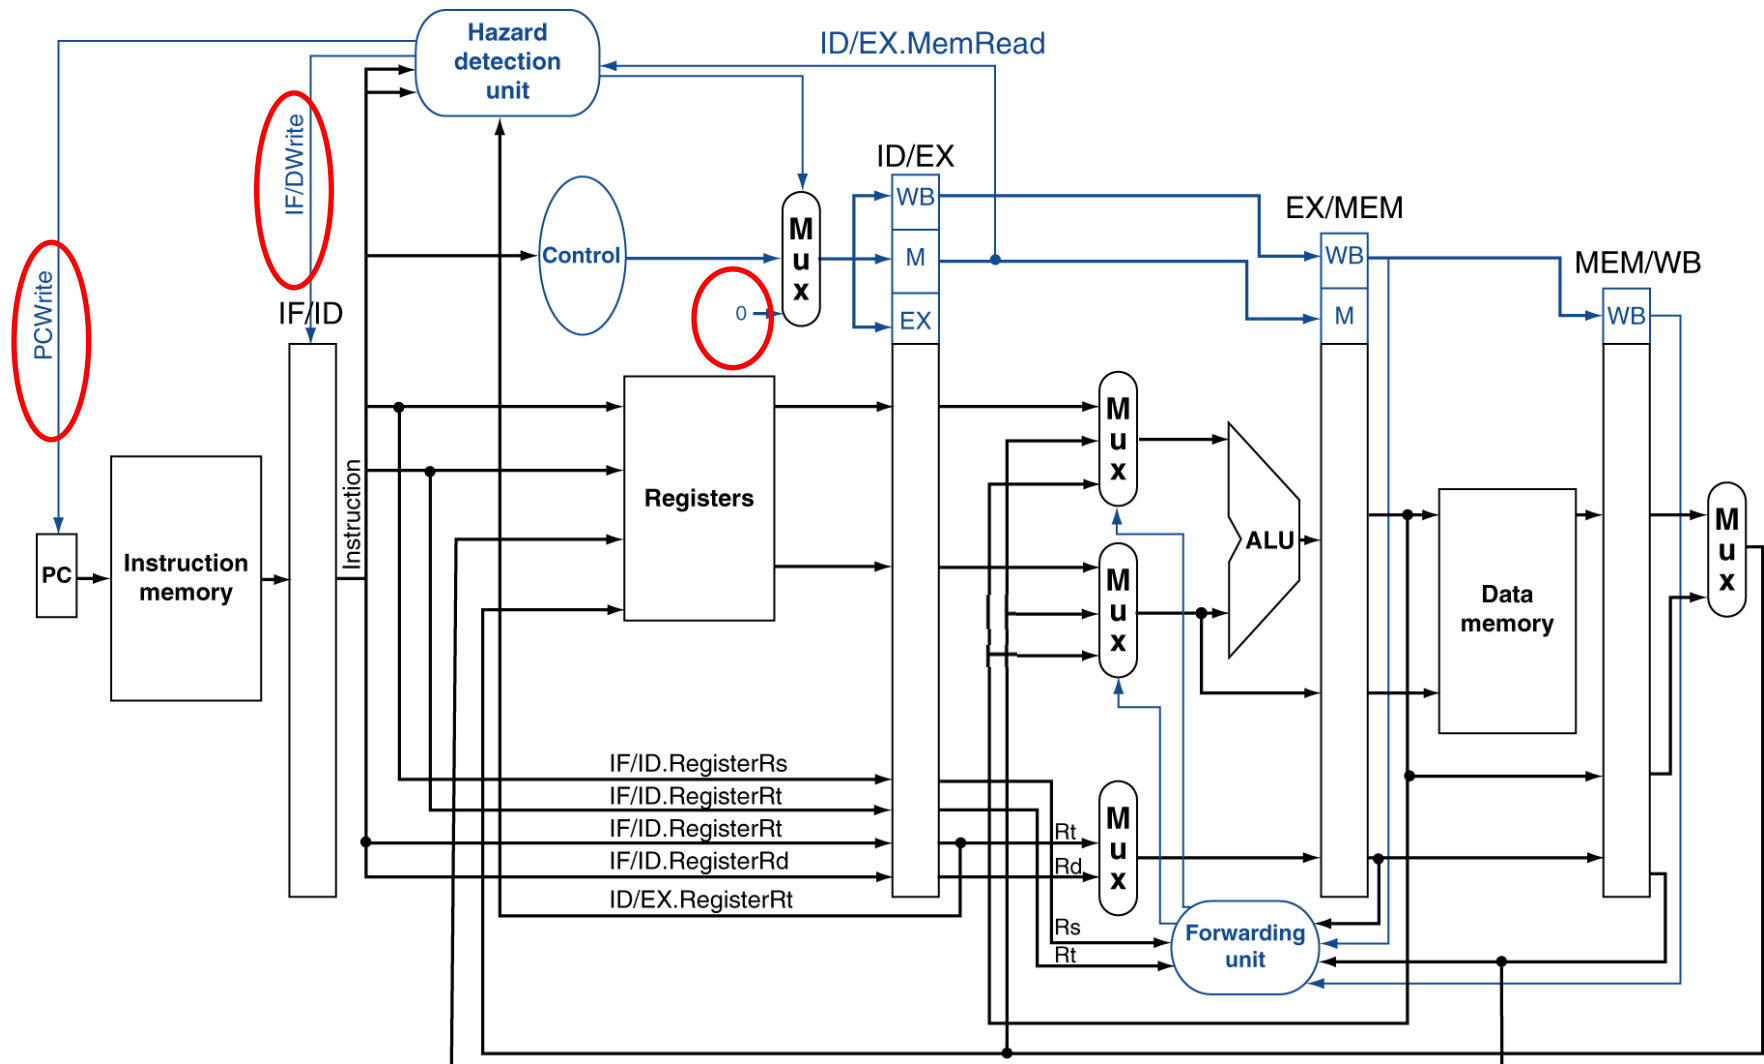 Hazard
detection
unit
ID/EX.MemRead
IF/DWrite
PCWrite
ID/EX
WB
M
EX
EX/MEM
WB
M
MEM/WB
WB
Control
M
u
x
0
IF/ID
Instruction
PC
Instruction
memory
Registers
M
u
x
M
u
x
ALU
Data
memory
M
u
x
IF/ID.RegisterRs
IF/ID.RegisterRt
IF/ID.RegisterRt
IF/ID.RegisterRd
ID/EX.RegisterRt
Rt
Rd
M
u
x
Rs
Rt
Forwarding
unit